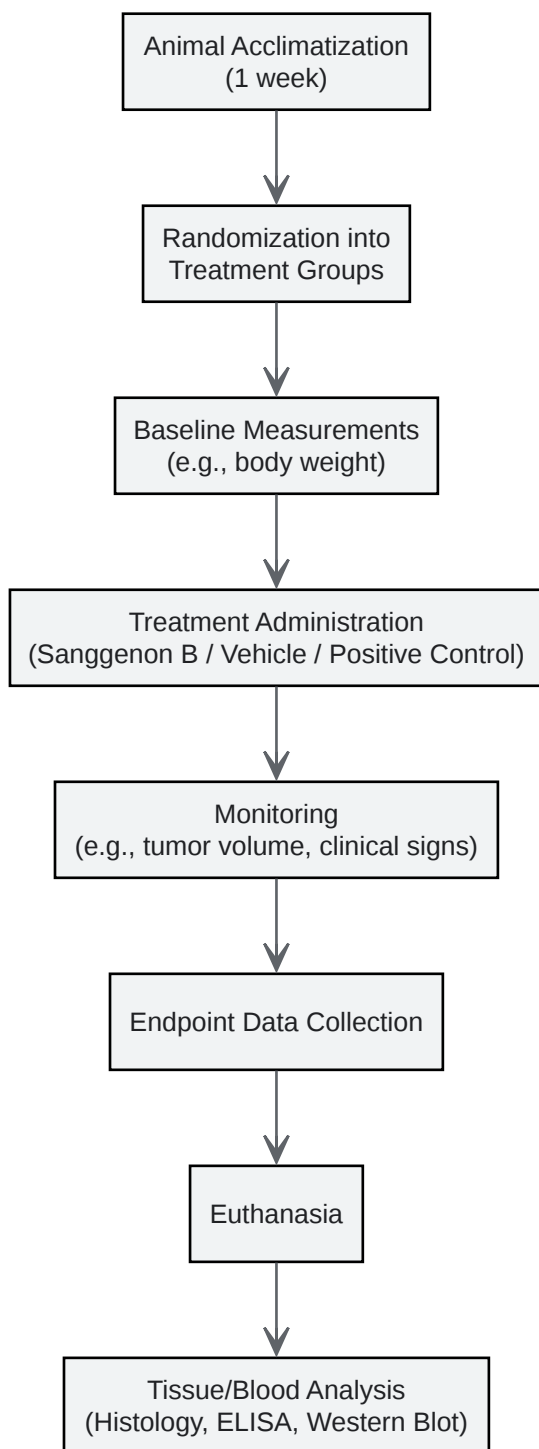 Animal Acclimatization
(1 week)
Randomization into
Treatment Groups
Baseline Measurements
(e.g., body weight)
Treatment Administration
(Sanggenon B / Vehicle / Positive Control)
Monitoring
(e.g., tumor volume, clinical signs)
Endpoint Data Collection
Euthanasia
Tissue/Blood Analysis
(Histology, ELISA, Western Blot)